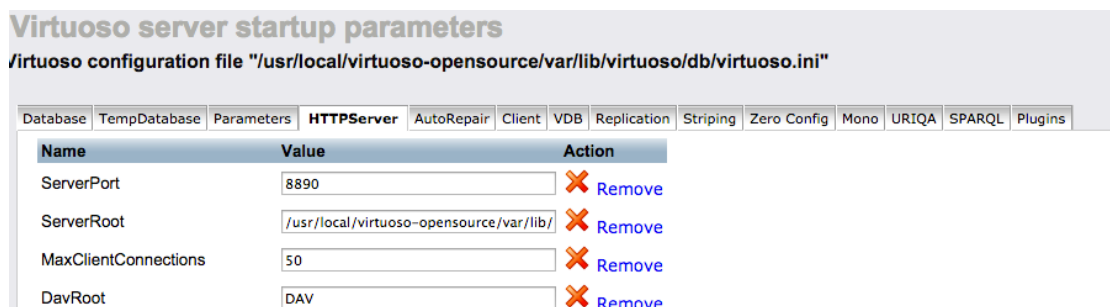 Virtuoso server startup parameters
Virtuoso configuration file "/usr/local/virtuoso-opensource/var/lib/virtuoso/db/virtuoso.ini"
Database TempDatabase Parameters HTTPServer AutoRepair Client VDB Replication Striping Zero Config Mono URIQA SPARQL Plugins
Name Value Action
ServerPort 8890 Remove
ServerRoot /usr/local/virtuoso-opensource/var/lib/ Remove
MaxClientConnections 50 Remove
DavRoot DAV Remove